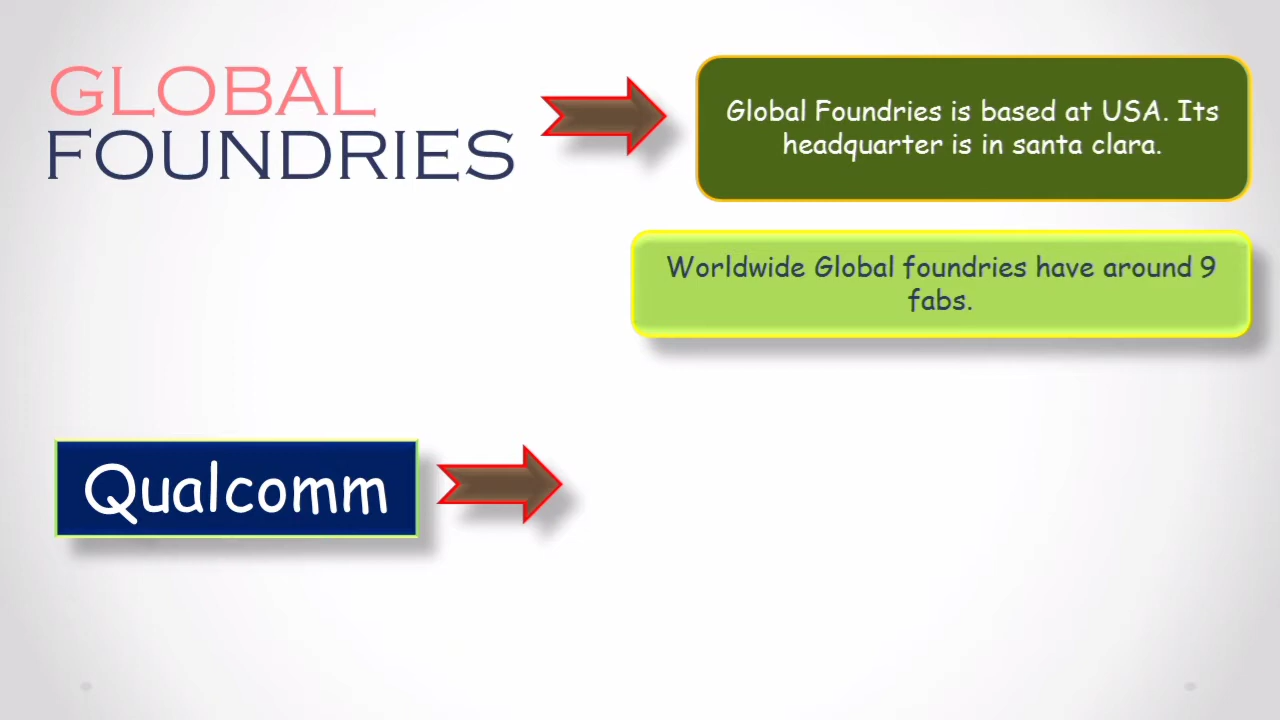 GLOBAL
FOUNDRIES
Global Foundries is based at USA. Its
headquarter is in santa clara.
Worldwide Global foundries have around 9
fabs.
Qualcomm